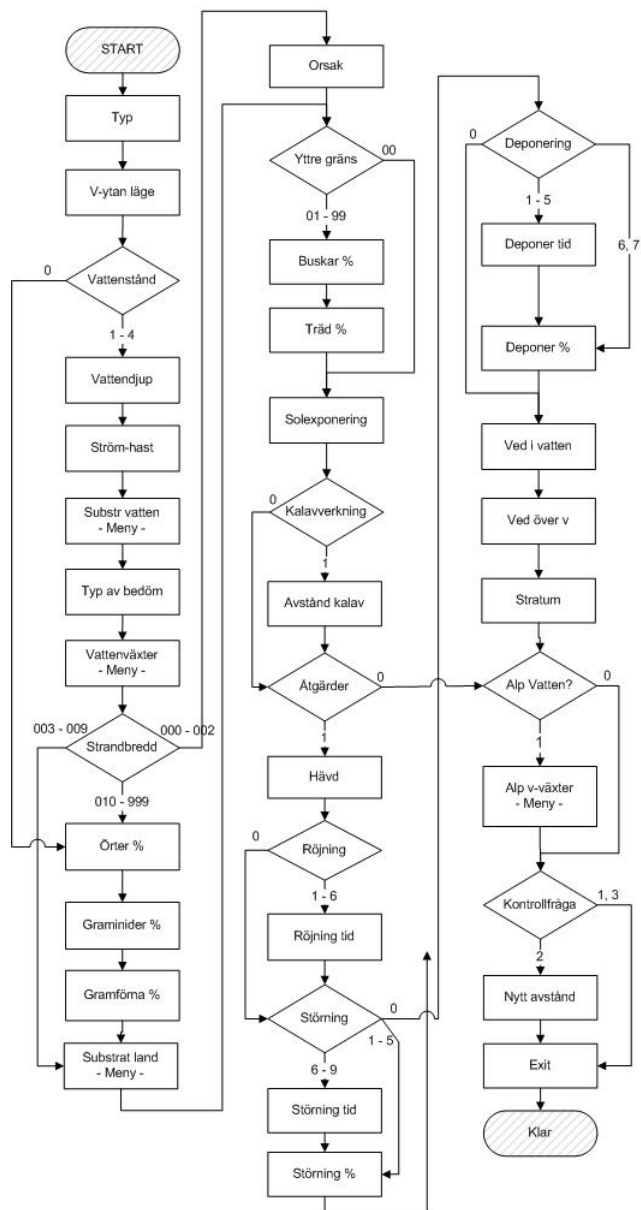 START
Typ
V-ytan läge
Vattenstånd
0
1 - 4
Vattendjup
Ström-hast
Substr vatten
- Meny -
Typ av bedöm
Vattenväxter
- Meny -
003 - 009
Strandbredd
000 - 002
010 - 999
Örter %
Graminider %
Gramförna %
Substrat land
- Meny -
Orsak
Yttre gräns
00
01 - 99
Buskar %
Träd %
Solexponering
0
Kalavverkning
1
Avstånd kalav
Åtgärder
0
1
Hävd
0
Röjning
1 - 6
Röjning tid
Störning
0
1 - 5
6 - 9
Störning tid
Störning %
0
Deponering
1 - 5
6, 7
Deponer tid
Deponer %
Ved i vatten
Ved över v
Stratum
Alp Vatten?
0
1
Alp v-växter
- Meny -
Kontrollfråga
1, 3
2
Nytt avstånd
Exit
Klar